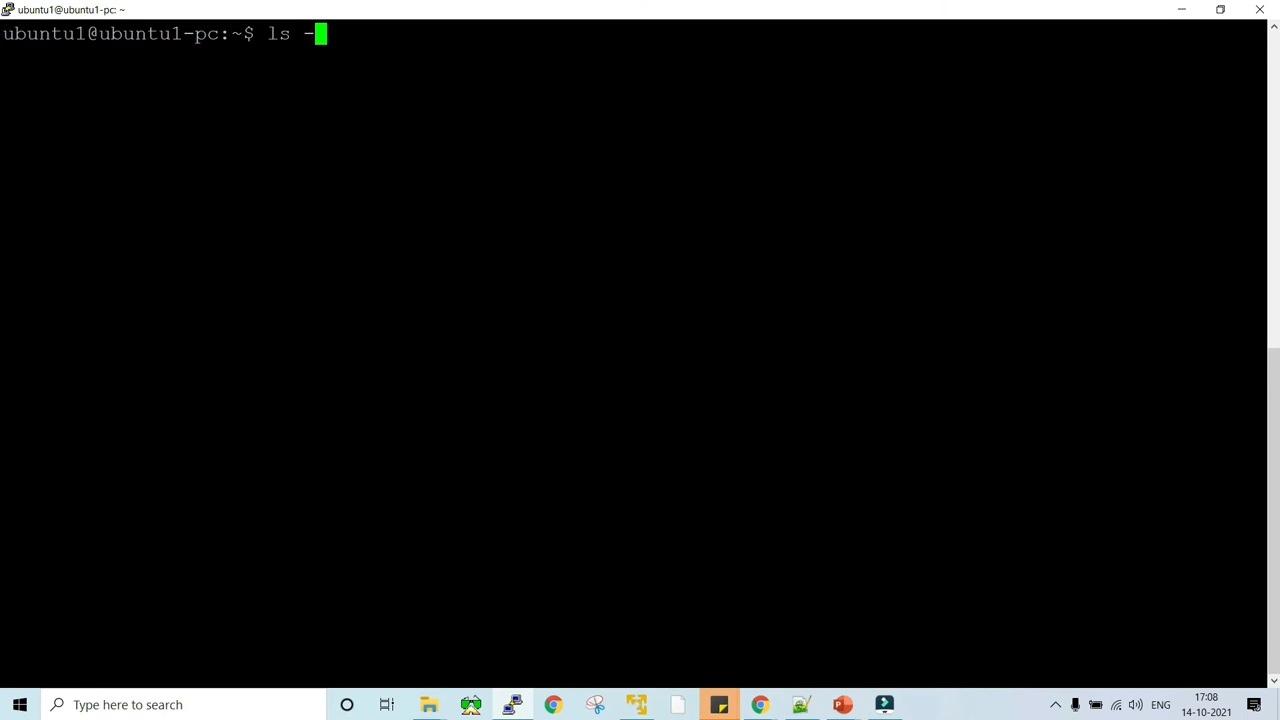 ubuntu1@ubuntu1-pc: ~
ubuntu1@ubuntu1-pc:~$ ls -
Type here to search
ENG
17:08
14-10-2021